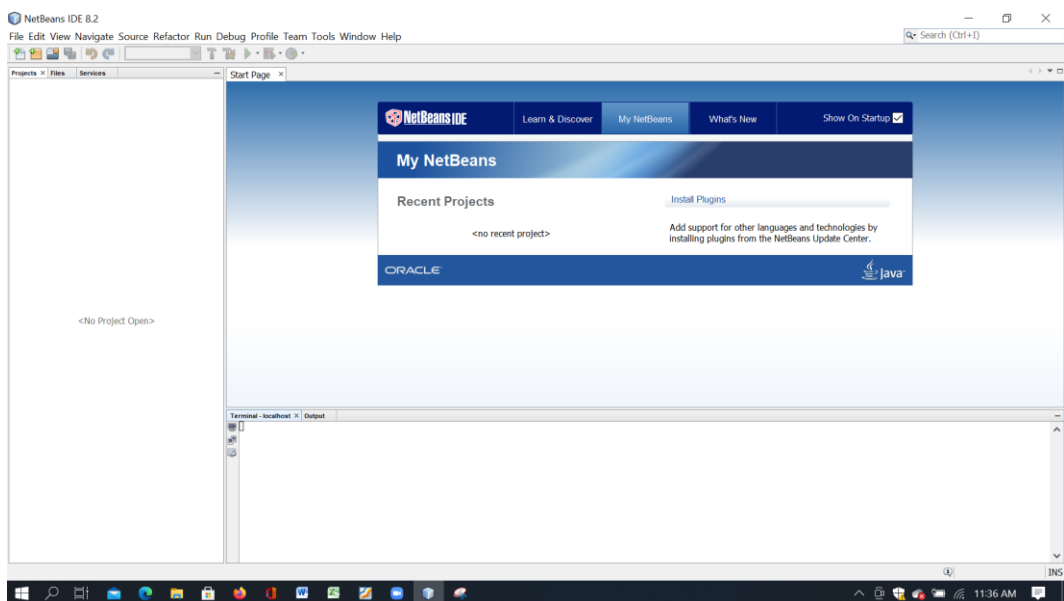 NetBeans IDE 8.2
File Edit View Navigate Source Refactor Run Debug Profile Team Tools Window Help
Search (Ctrl+I)
Projects Files Services
Start Page
NetBeans IDE Learn & Discover My NetBeans What's New Show On Startup
My NetBeans
Recent Projects
<no recent project>
Install Plugins
Add support for other languages and technologies by
installing plugins from the NetBeans Update Center.
ORACLE Java
<No Project Open>
Terminal - localhost Output
INS
11:36 AM